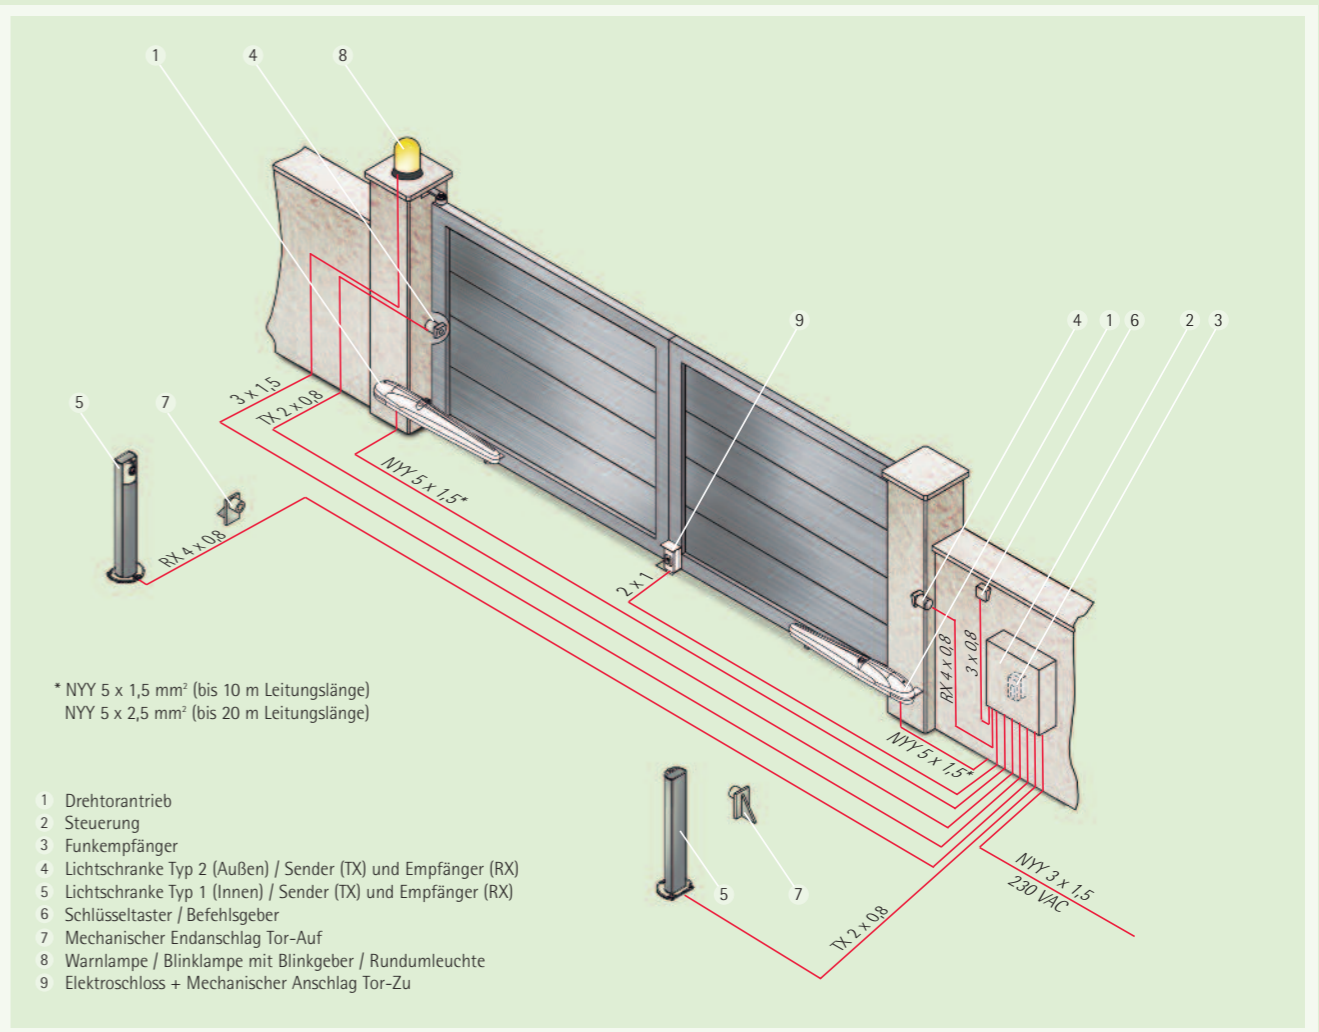 1 4 8
9 4 1 6 2 3
5 7
3 x 1,5
TX 2 x 0,8
NYY 5 x 1,5*
RX 4 x 0,8
2 x 1
RX 4 x 0,8
3 x 0,8
NYY 5 x 1,5*
* NYY 5 x 1,5 mm² (bis 10 m Leitungslänge)
NYY 5 x 2,5 mm² (bis 20 m Leitungslänge)
5 7
NYY 3 x 1,5
230 VAC
TX 2 x 0,8
1 Drehtorantrieb
2 Steuerung
3 Funkempfänger
4 Lichtschranke Typ 2 (Außen) / Sender (TX) und Empfänger (RX)
5 Lichtschranke Typ 1 (Innen) / Sender (TX) und Empfänger (RX)
6 Schlüsseltaster / Befehlsgeber
7 Mechanischer Endanschlag Tor-Auf
8 Warnlampe / Blinklampe mit Blinkgeber / Rundumleuchte
9 Elektroschloss + Mechanischer Anschlag Tor-Zu